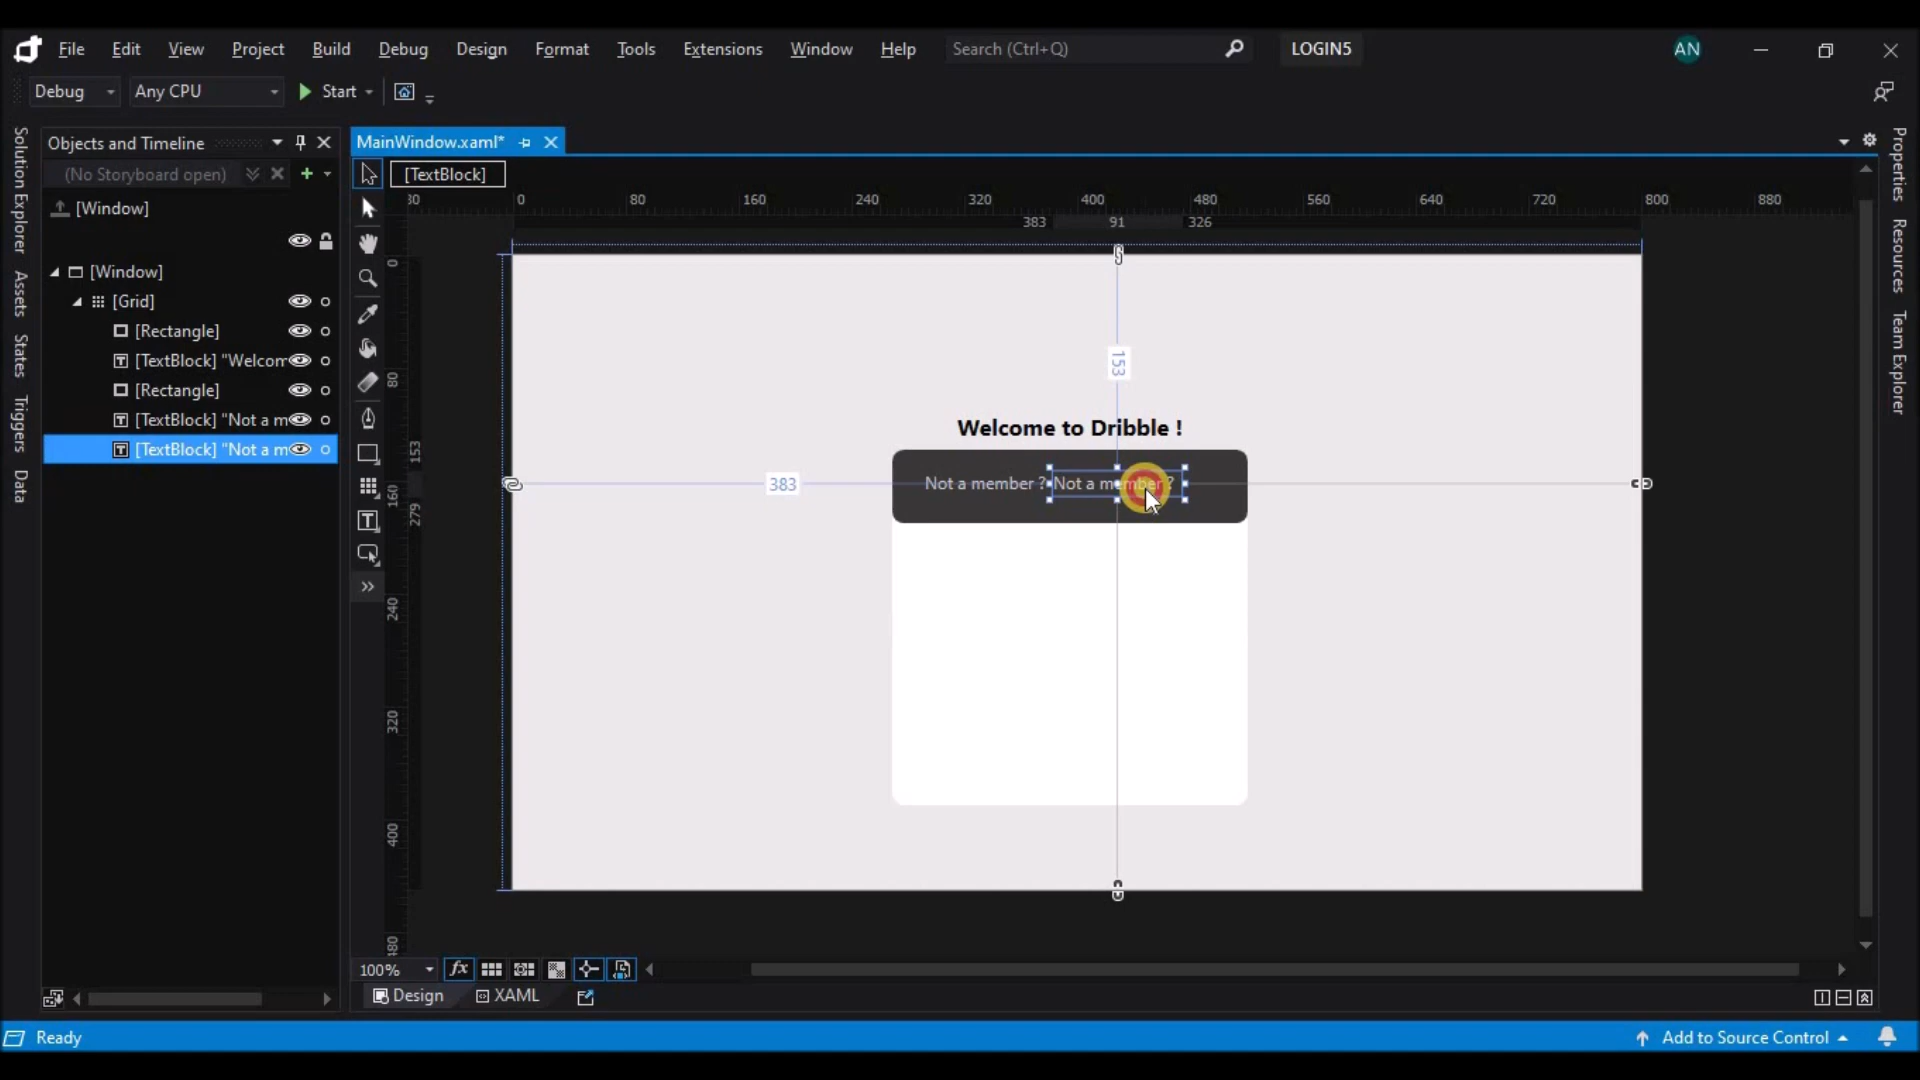 File Edit View Project Build Debug Design Format Tools Extensions Window Help Search (Ctrl+Q) LOGIN5 AN
Debug Any CPU Start
Objects and Timeline
(No Storyboard open)
[Window]
[Window]
[Grid]
[Rectangle]
[TextBlock] "Welcom
[Rectangle]
[TextBlock] "Not a m
[TextBlock] "Not a m
Solution Explorer
Assets
States
Triggers
Data
MainWindow.xaml*
[TextBlock]
80 0 80 160 240 320 400 480 560 640 720 800 880
383 91 326
0
80
153
160
279
240
320
400
480
153
383
Welcome to Dribble !
Not a member ? Not a member ?
100% fx
Design XAML
Properties
Resources
Team Explorer
Ready Add to Source Control